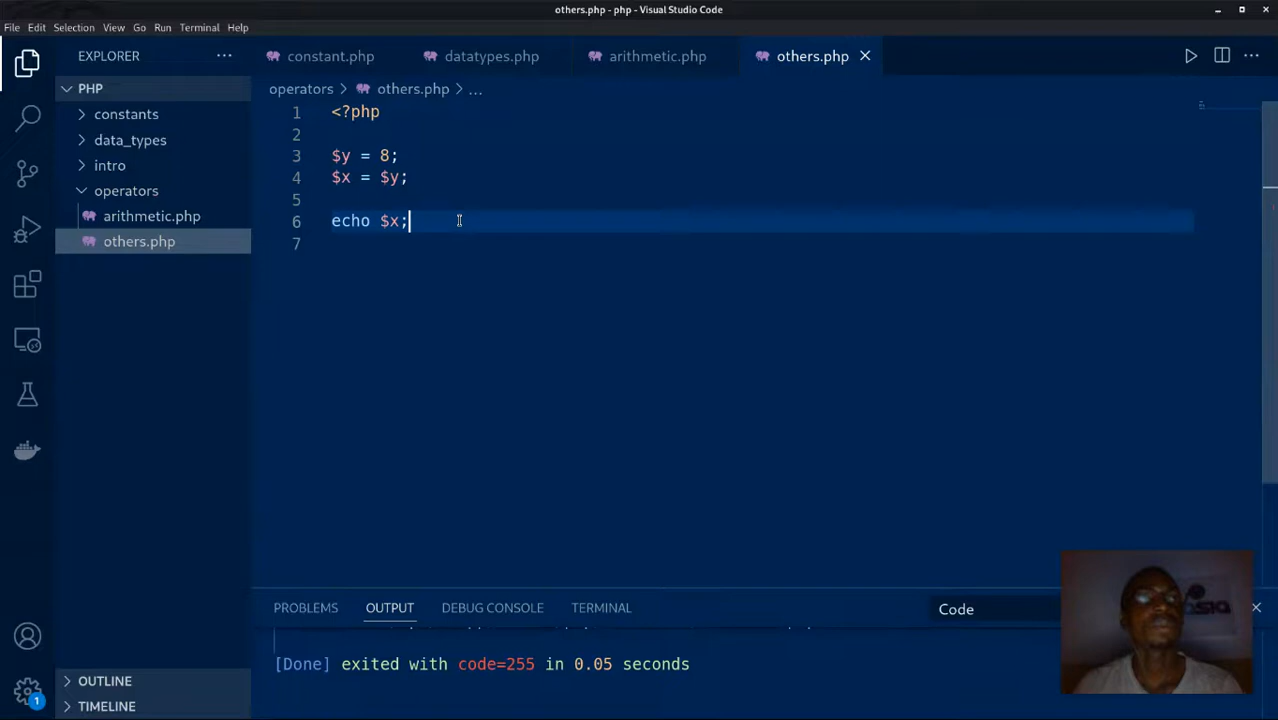 others.php - php - Visual Studio Code
File Edit Selection View Go Run Terminal Help
EXPLORER
constant.php
datatypes.php
arithmetic.php
others.php
PHP
operators > others.php > ...
constants
data_types
intro
operators
arithmetic.php
others.php
1 <?php
2
3 $y = 8;
4 $x = $y;
5
6 echo $x;
7
PROBLEMS OUTPUT DEBUG CONSOLE TERMINAL
Code
[Done] exited with code=255 in 0.05 seconds
OUTLINE
TIMELINE
1